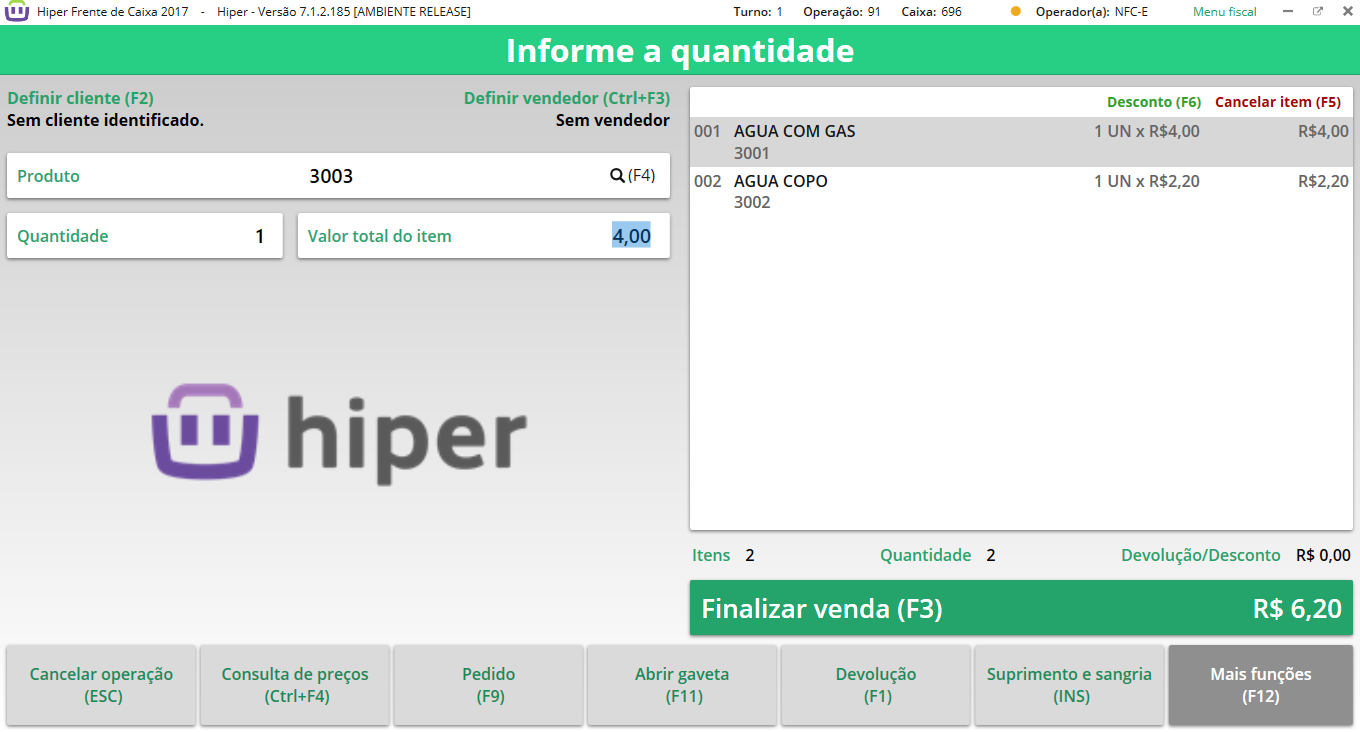 Hiper Frente de Caixa 2017 - Hiper - Versão 7.1.2.185 [AMBIENTE RELEASE] Turno: 1 Operação: 91 Caixa: 696 Operador(a): NFC-E Menu fiscal
Informe a quantidade
Definir cliente (F2) Definir vendedor (Ctrl+F3)
Sem cliente identificado. Sem vendedor
Produto 3003 (F4)
Quantidade 1 Valor total do item 4,00
hiper
Desconto (F6) Cancelar item (F5)
001 AGUA COM GAS 1 UN x R$4,00 R$4,00
3001
002 AGUA COPO 1 UN x R$2,20 R$2,20
3002
Itens 2 Quantidade 2 Devolução/Desconto R$ 0,00
Finalizar venda (F3) R$ 6,20
Cancelar operação
(ESC)
Consulta de preços
(Ctrl+F4)
Pedido
(F9)
Abrir gaveta
(F11)
Devolução
(F1)
Suprimento e sangria
(INS)
Mais funções
(F12)